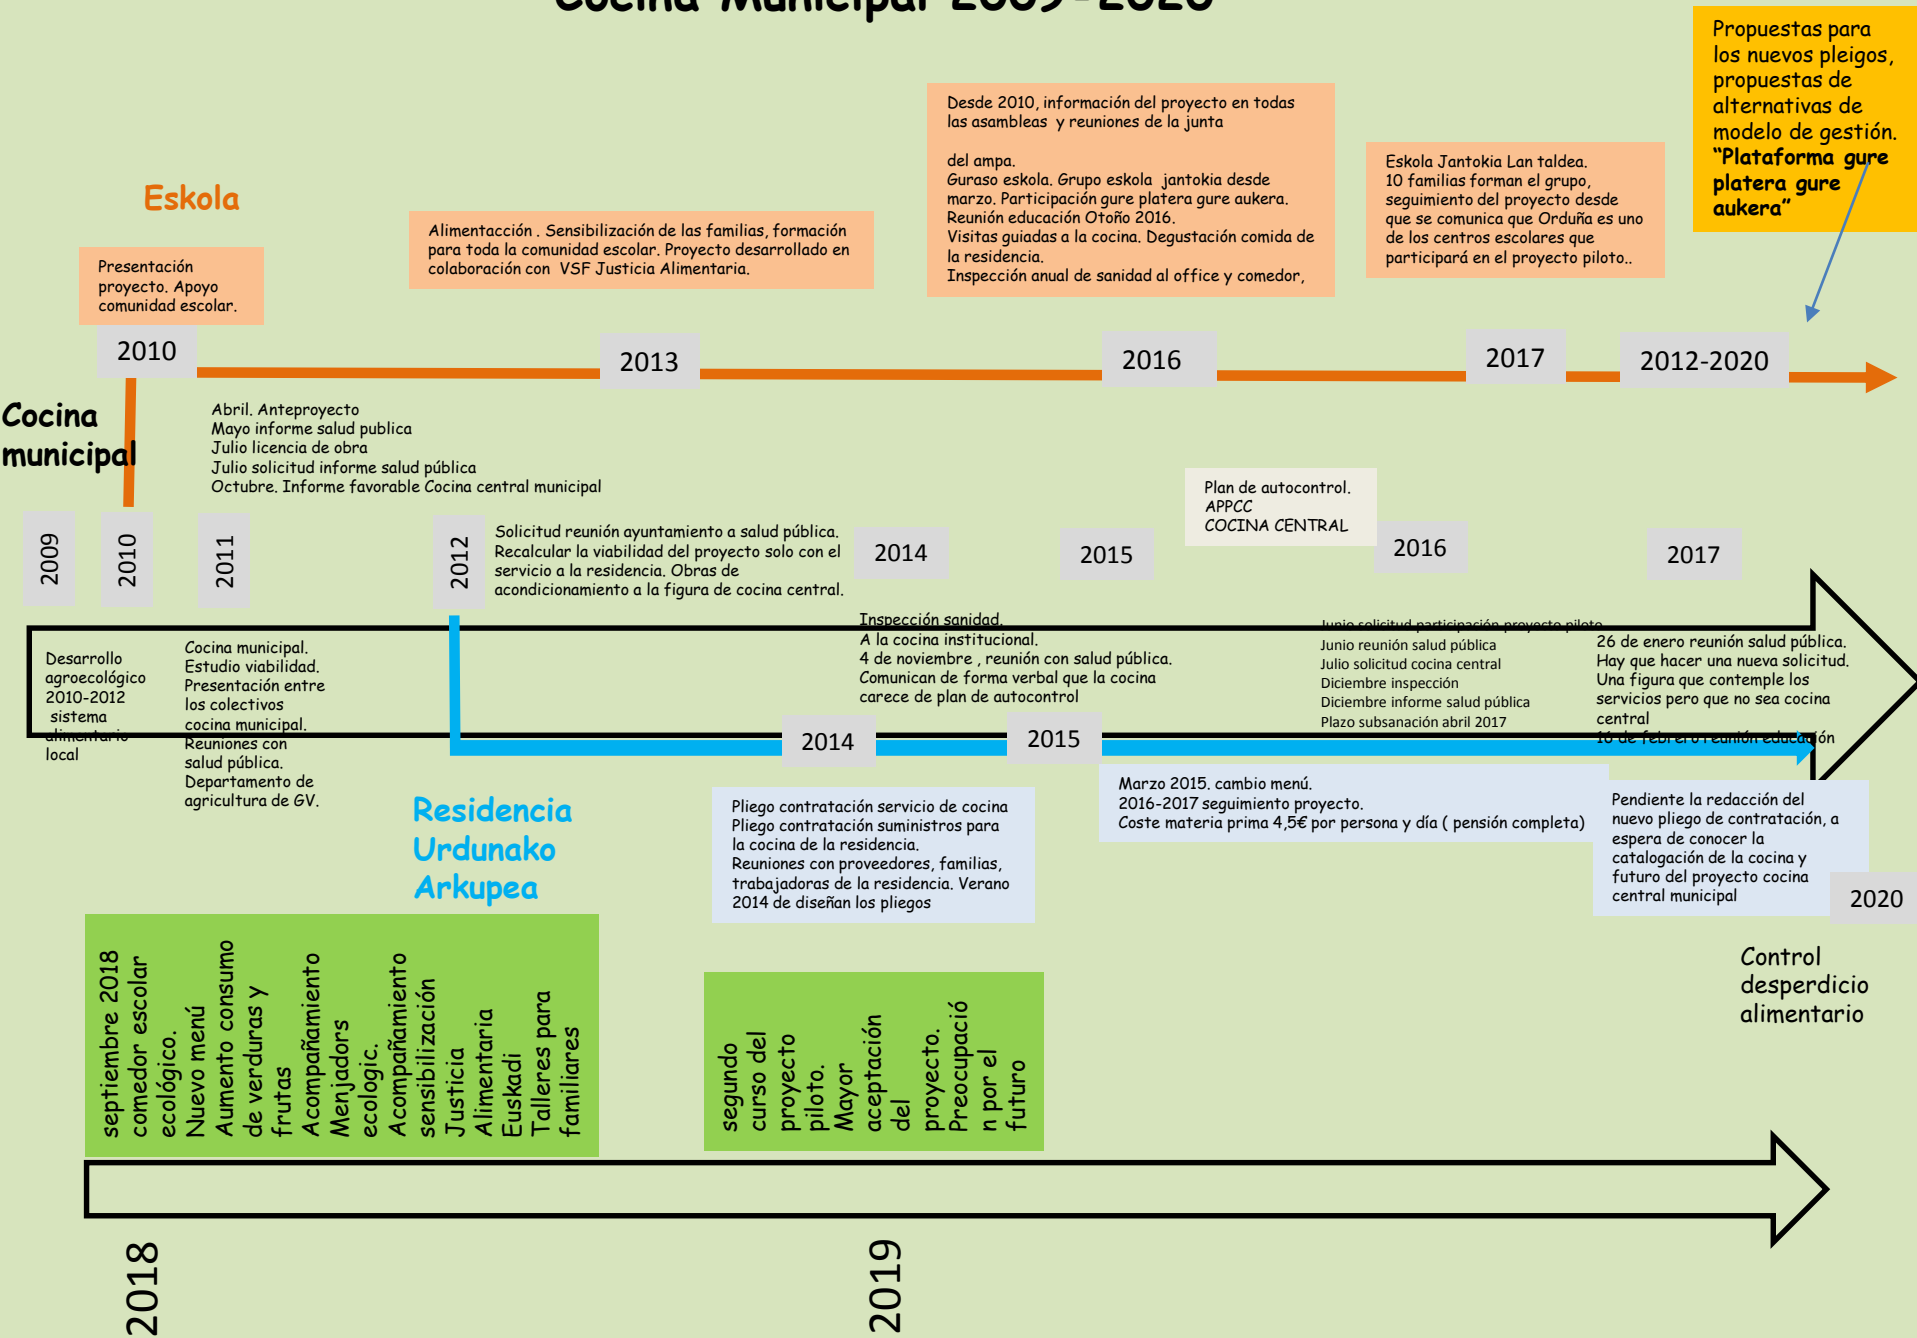 Cocina Municipal 2009-2020
Propuestas para
los nuevos pleigos,
propuestas de
alternativas de
modelo de gestión.
“Plataforma gure
platera gure
aukera”
Desde 2010, información del proyecto en todas
las asambleas y reuniones de la junta
del ampa.
Guraso eskola. Grupo eskola jantokia desde
marzo. Participación gure platera gure aukera.
Reunión educación Otoño 2016.
Visitas guiadas a la cocina. Degustación comida de
la residencia.
Inspección anual de sanidad al office y comedor,
Eskola Jantokia Lan taldea.
10 familias forman el grupo,
seguimiento del proyecto desde
que se comunica que Orduña es uno
de los centros escolares que
participará en el proyecto piloto..
Eskola
Alimentacción . Sensibilización de las familias, formación
para toda la comunidad escolar. Proyecto desarrollado en
colaboración con VSF Justicia Alimentaria.
Presentación
proyecto. Apoyo
comunidad escolar.
2010
2013
2016
2017
2012-2020
Cocina
municipal
Abril. Anteproyecto
Mayo informe salud publica
Julio licencia de obra
Julio solicitud informe salud pública
Octubre. Informe favorable Cocina central municipal
Plan de autocontrol.
APPCC
COCINA CENTRAL
2009
2010
2011
2012
Solicitud reunión ayuntamiento a salud pública.
Recalcular la viabilidad del proyecto solo con el
servicio a la residencia. Obras de
acondicionamiento a la figura de cocina central.
2014
2015
2016
2017
Desarrollo
agroecológico
2010-2012
sistema
alimentario
local
Cocina municipal.
Estudio viabilidad.
Presentación entre
los colectivos
cocina municipal.
Reuniones con
salud pública.
Departamento de
agricultura de GV.
Inspección sanidad.
A la cocina institucional.
4 de noviembre , reunión con salud pública.
Comunican de forma verbal que la cocina
carece de plan de autocontrol
Junio solicitud participación proyecto piloto
Junio reunión salud pública
Julio solicitud cocina central
Diciembre inspección
Diciembre informe salud pública
Plazo subsanación abril 2017
26 de enero reunión salud pública.
Hay que hacer una nueva solicitud.
Una figura que contemple los
servicios pero que no sea cocina
central
16 de febrero reunión educación
2014
2015
Residencia
Urdunako
Arkupea
Pliego contratación servicio de cocina
Pliego contratación suministros para
la cocina de la residencia.
Reuniones con proveedores, familias,
trabajadoras de la residencia. Verano
2014 de diseñan los pliegos
Marzo 2015. cambio menú.
2016-2017 seguimiento proyecto.
Coste materia prima 4,5€ por persona y día ( pensión completa)
Pendiente la redacción del
nuevo pliego de contratación, a
espera de conocer la
catalogación de la cocina y
futuro del proyecto cocina
central municipal
2020
Control
desperdicio
alimentario
septiembre 2018
comedor escolar
ecológico.
Nuevo menú
Aumento consumo
de verduras y
frutas
Acompañamiento
Menjadors
ecologic.
Acompañamiento
sensibilización
Justicia
Alimentaria
Euskadi
Talleres para
familiares
segundo
curso del
proyecto
piloto.
Mayor
aceptación
del
proyecto.
Preocupació
n por el
futuro
2018
2019